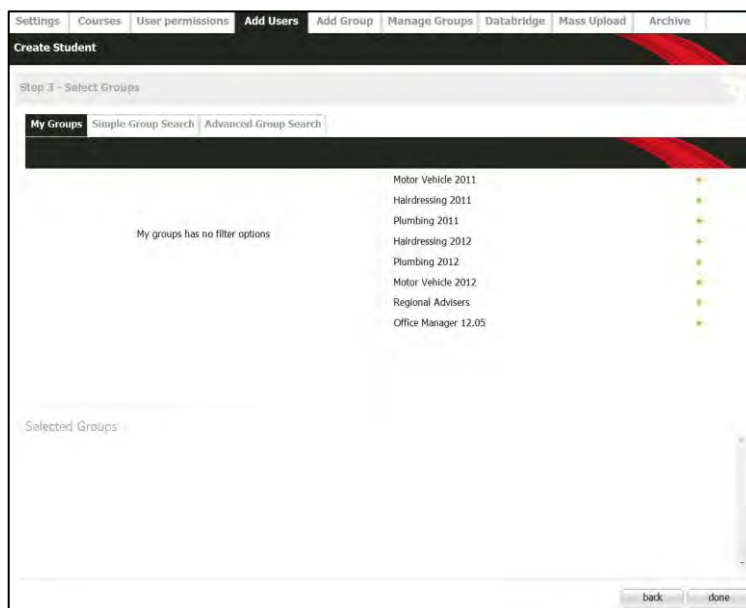 Settings Courses User permissions Add Users Add Group Manage Groups Databridge Mass Upload Archive
Create Student
Step 3 - Select Groups
My Groups Simple Group Search Advanced Group Search
My groups has no filter options
Motor Vehicle 2011
Hairdressing 2011
Plumbing 2011
Hairdressing 2012
Plumbing 2012
Motor Vehicle 2012
Regional Advisers
Office Manager 12.05
Selected Groups
back done